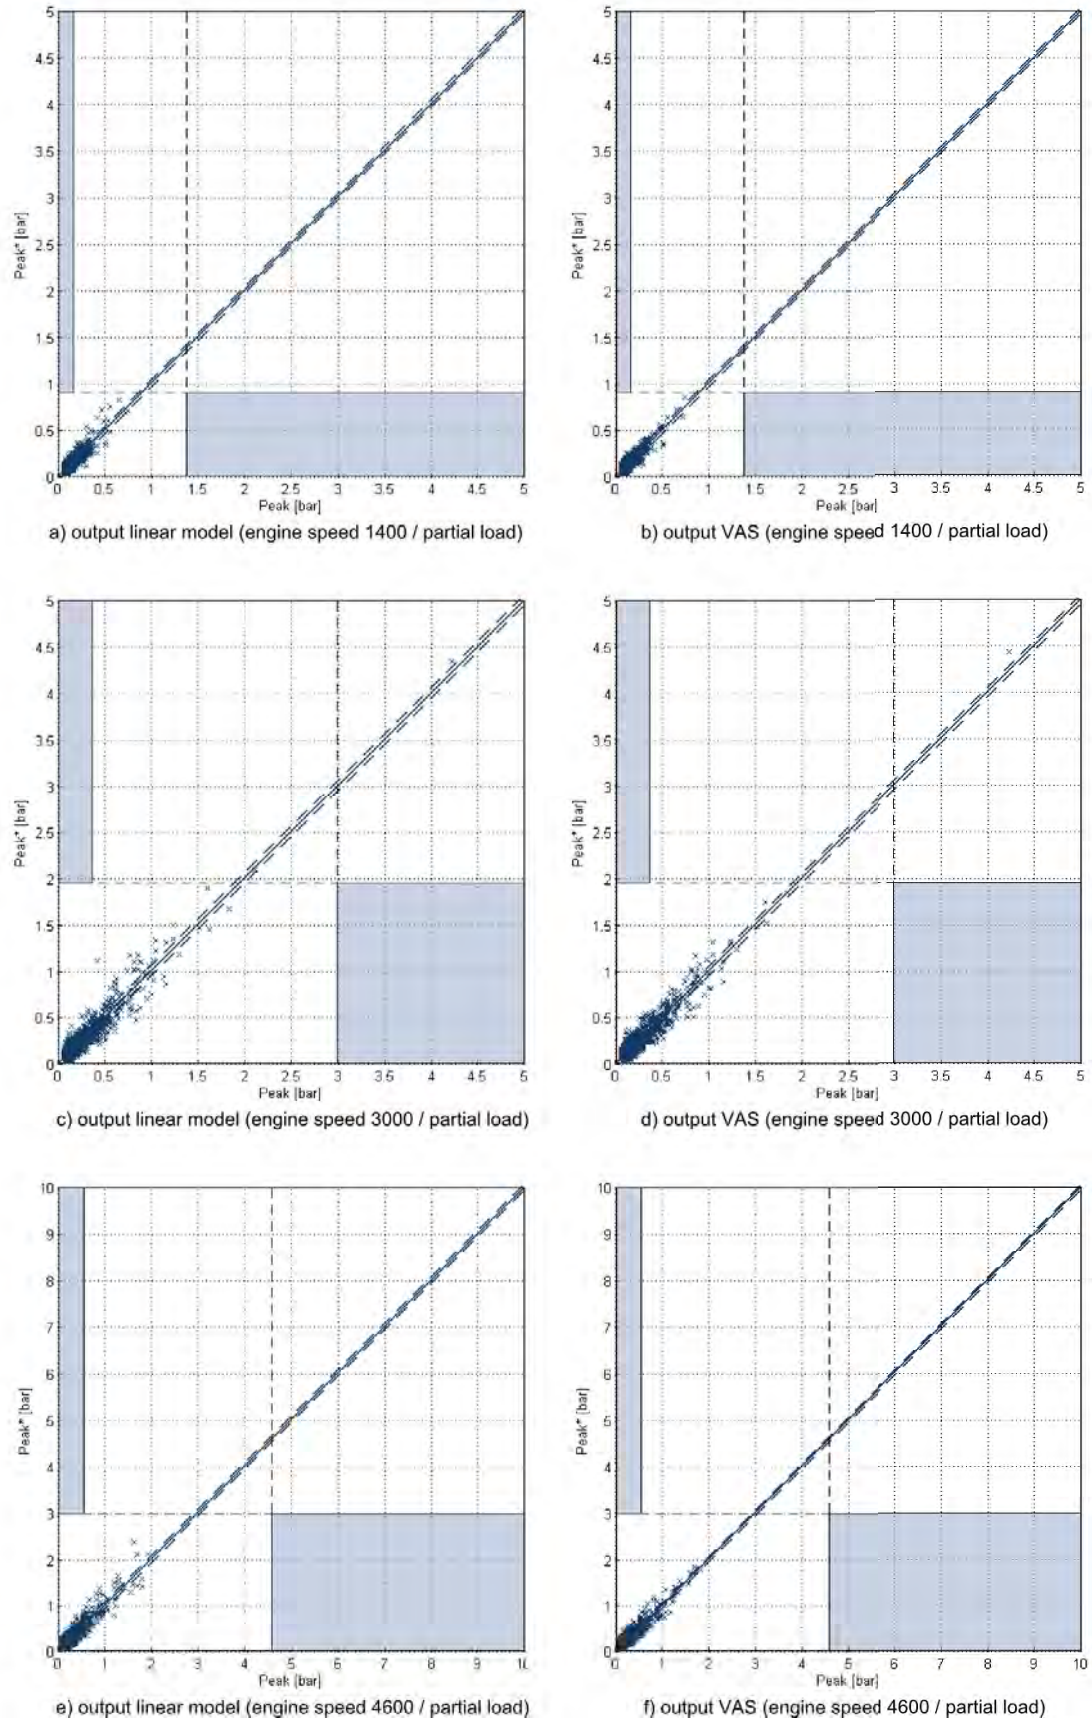 5
4.5
4
3.5
3
2.5
2
1.5
1
0.5
0
Peak* [bar]
0 0.5 1 1.5 2 2.5 3 3.5 4 4.5 5
Peak [bar]
a) output linear model (engine speed 1400 / partial load)
5
4.5
4
3.5
3
2.5
2
1.5
1
0.5
0
Peak* [bar]
0 0.5 1 1.5 2 2.5 3 3.5 4 4.5 5
Peak [bar]
b) output VAS (engine speed 1400 / partial load)
5
4.5
4
3.5
3
2.5
2
1.5
1
0.5
0
Peak* [bar]
0 0.5 1 1.5 2 2.5 3 3.5 4 4.5 5
Peak [bar]
c) output linear model (engine speed 3000 / partial load)
5
4.5
4
3.5
3
2.5
2
1.5
1
0.5
0
Peak* [bar]
0 0.5 1 1.5 2 2.5 3 3.5 4 4.5 5
Peak [bar]
d) output VAS (engine speed 3000 / partial load)
10
9
8
7
6
5
4
3
2
1
0
Peak* [bar]
0 1 2 3 4 5 6 7 8 9 10
Peak [bar]
e) output linear model (engine speed 4600 / partial load)
10
9
8
7
6
5
4
3
2
1
0
Peak* [bar]
0 1 2 3 4 5 6 7 8 9 10
Peak [bar]
f) output VAS (engine speed 4600 / partial load)